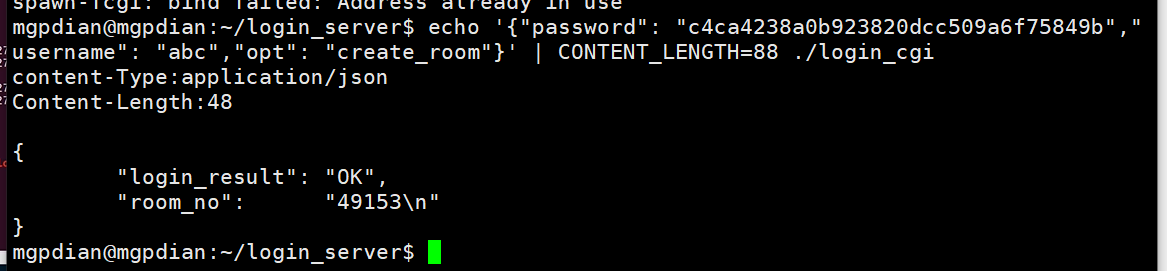 spawn-fcgi: bind failed: Address already in use
mgpdian@mgpdian:~/login_server$ echo '{"password": "c4ca4238a0b923820dcc509a6f75849b","
username": "abc","opt": "create_room"}' | CONTENT_LENGTH=88 ./login_cgi
content-Type:application/json
Content-Length:48

{
        "login_result": "OK",
        "room_no":      "49153\n"
}
mgpdian@mgpdian:~/login_server$